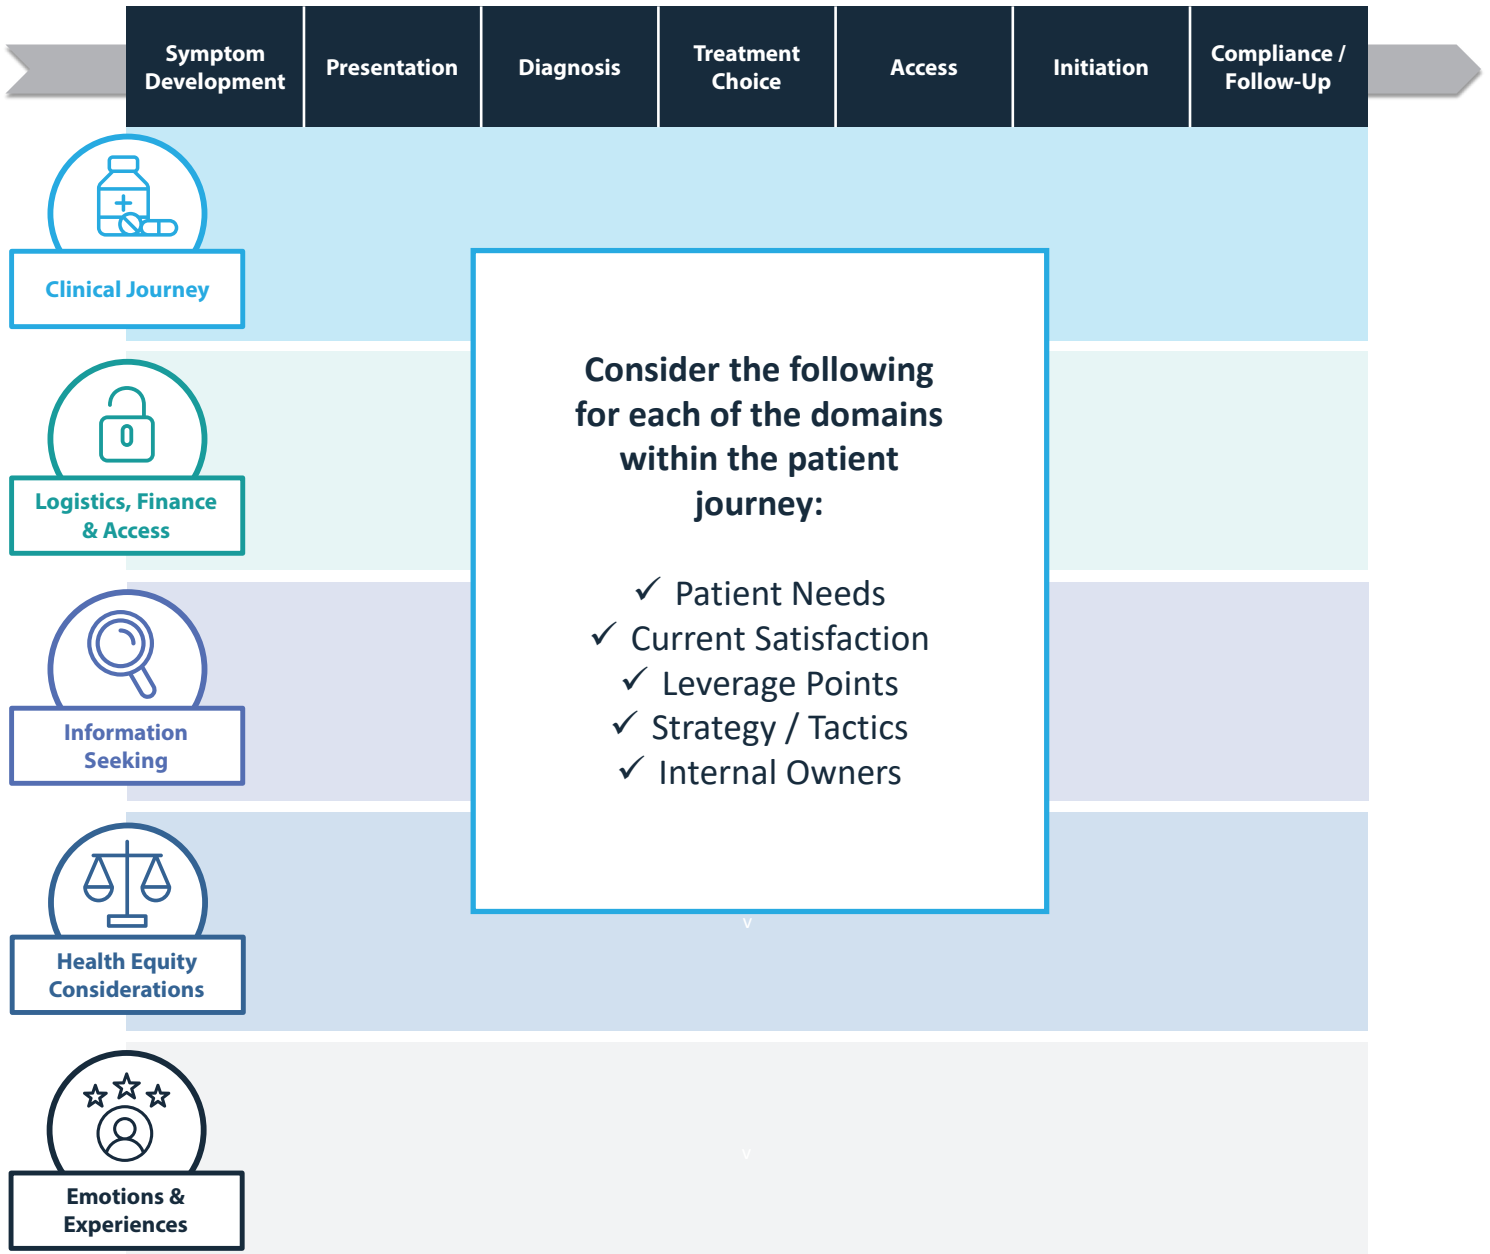 Symptom
Development
Presentation
Diagnosis
Treatment
Choice
Access
Initiation
Compliance /
Follow-Up
Clinical Journey
Logistics, Finance
& Access
Information
Seeking
Health Equity
Considerations
Emotions &
Experiences
Consider the following
for each of the domains
within the patient
journey:
✓ Patient Needs
✓ Current Satisfaction
✓ Leverage Points
✓ Strategy / Tactics
✓ Internal Owners
v
v